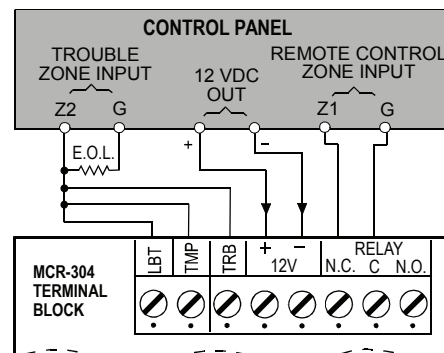 CONTROL PANEL
TROUBLE
ZONE INPUT
12 VDC
OUT
REMOTE CONTROL
ZONE INPUT
Z2 G Z1 G
E.O.L.
+ –
MCR-304
TERMINAL
BLOCK
LBT
TMP
TRB
+ –
12V
RELAY
N.C. C N.O.